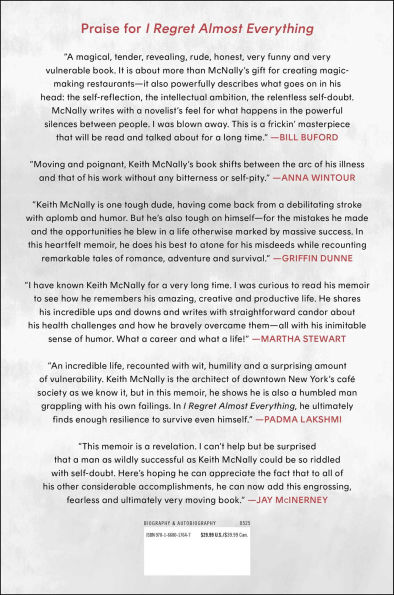 Praise for I Regret Almost Everything
“A magical, tender, revealing, rude, honest, very funny and very
vulnerable book. It is about more than McNally’s gift for creating magic-
making restaurants—it also powerfully describes what goes on in his
head: the self-reflection, the intellectual ambition, the relentless self-doubt.
McNally writes with a novelist’s feel for what happens in the powerful
silences between people. I was blown away. This is a frickin’ masterpiece
that will be read and talked about for a long time.” —BILL BUFORD
“Moving and poignant, Keith McNally’s book shifts between the arc of his illness
and that of his work without any bitterness or self-pity.” —ANNA WINTOUR
“Keith McNally is one tough dude, having come back from a debilitating stroke
with aplomb and humor. But he’s also tough on himself—for the mistakes he made
and the opportunities he blew in a life otherwise marked by massive success. In
this heartfelt memoir, he does his best to atone for his misdeeds while recounting
remarkable tales of romance, adventure and survival.” —GRIFFIN DUNNE
“I have known Keith McNally for a very long time. I was curious to read his memoir
to see how he remembers his amazing, creative and productive life. He shares
his incredible ups and downs and writes with straightforward candor about
his health challenges and how he bravely overcame them—all with his inimitable
sense of humor. What a career and what a life!” —MARTHA STEWART
“An incredible life, recounted with wit, humility and a surprising amount
of vulnerability. Keith McNally is the architect of downtown New York’s café
society as we know it, but in this memoir, he shows he is also a humbled man
grappling with his own failings. In I Regret Almost Everything, he ultimately
finds enough resilience to survive even himself.” —PADMA LAKSHMI
“This memoir is a revelation. I can’t help but be surprised
that a man as wildly successful as Keith McNally could be so riddled
with self-doubt. Here’s hoping he can appreciate the fact that to all of
his other considerable accomplishments, he can now add this engrossing,
fearless and ultimately very moving book.” —JAY McINERNEY
BIOGRAPHY & AUTOBIOGRAPHY 0525
ISBN 978-1-6680-1764-7 $29.99 U.S./$39.99 Can.